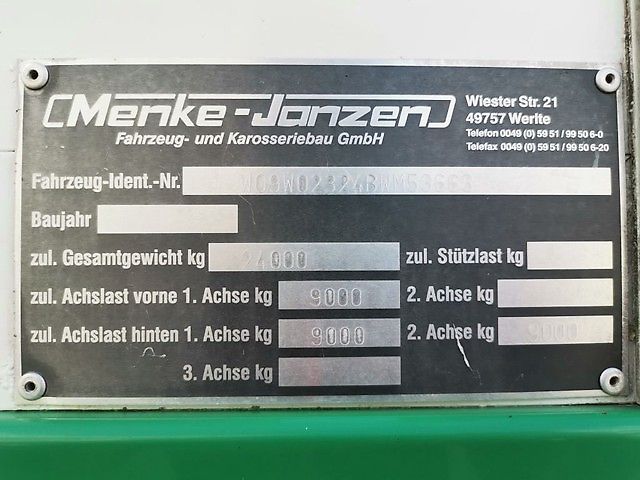 Menke-Janzen
Fahrzeug- und Karosseriebau GmbH
Wiester Str. 21
49757 Werlte
Telefon 0049 (0) 59 51 / 99 50 6-0
Telefax 0049 (0) 59 51 / 99 50 6-20
Fahrzeug-Ident.-Nr.
Baujahr
zul. Gesamtgewicht kg 24000 zul. Stützlast kg
zul. Achslast vorne 1. Achse kg 9000 2. Achse kg
zul. Achslast hinten 1. Achse kg 9000 2. Achse kg 9000
3. Achse kg